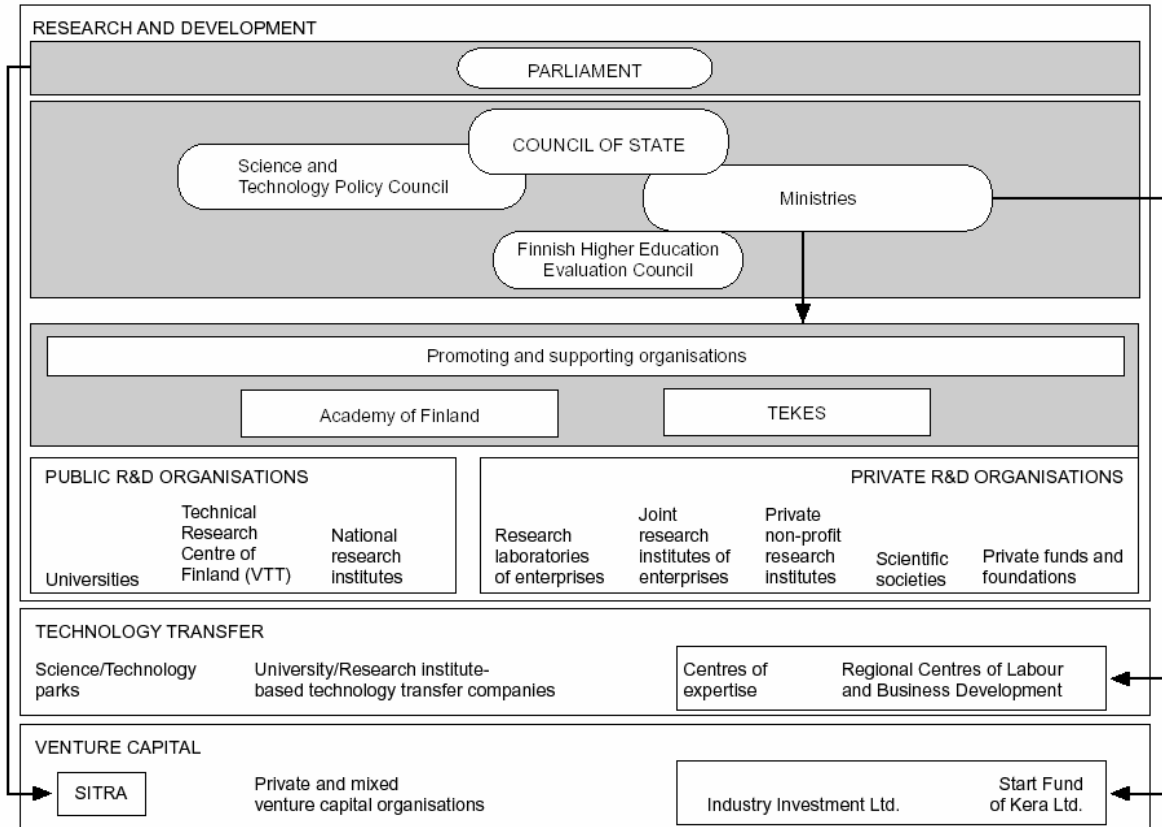 RESEARCH AND DEVELOPMENT
PARLIAMENT
COUNCIL OF STATE
Science and
Technology Policy Council
Ministries
Finnish Higher Education
Evaluation Council
Promoting and supporting organisations
Academy of Finland
TEKES
PUBLIC R&D ORGANISATIONS
Universities
Technical
Research
Centre of
Finland (VTT)
National
research
institutes
PRIVATE R&D ORGANISATIONS
Research
laboratories
of enterprises
Joint
research
institutes of
enterprises
Private
non-profit
research
institutes
Scientific
societies
Private funds and
foundations
TECHNOLOGY TRANSFER
Science/Technology
parks
University/Research institute-
based technology transfer companies
Centres of
expertise
Regional Centres of Labour
and Business Development
VENTURE CAPITAL
SITRA
Private and mixed
venture capital organisations
Industry Investment Ltd.
Start Fund
of Kera Ltd.